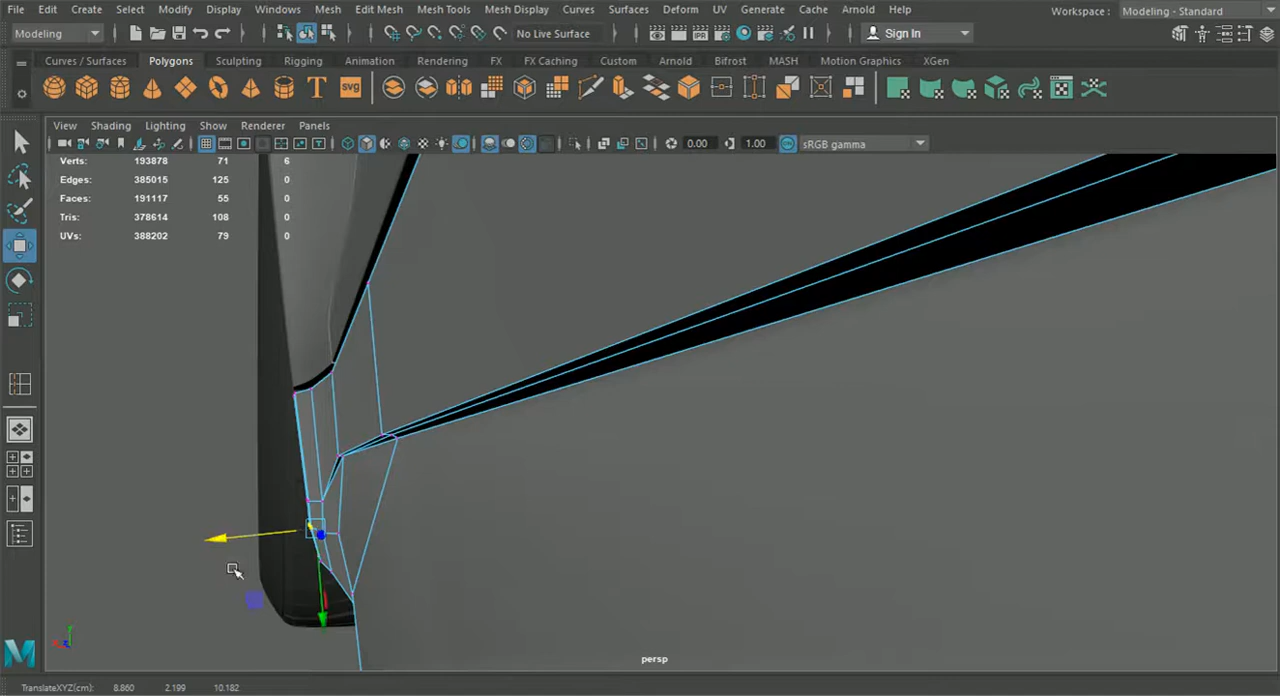 File Edit Create Select Modify Display Windows Mesh Edit Mesh Mesh Tools Mesh Display Curves Surfaces Deform UV Generate Cache Arnold Help Workspace: Modeling - Standard
Modeling No Live Surface Sign In
Curves / Surfaces Polygons Sculpting Rigging Animation Rendering FX FX Caching Custom Arnold Bifrost MASH Motion Graphics XGen
T SVG
View Shading Lighting Show Renderer Panels
0.00 1.00 sRGB gamma
Verts: 193878 71 6
Edges: 385015 125 0
Faces: 191117 55 0
Tris: 378614 108 0
UVs: 388202 79 0
persp
M
TranslateXYZ(cm): 8.860 2.199 10.182